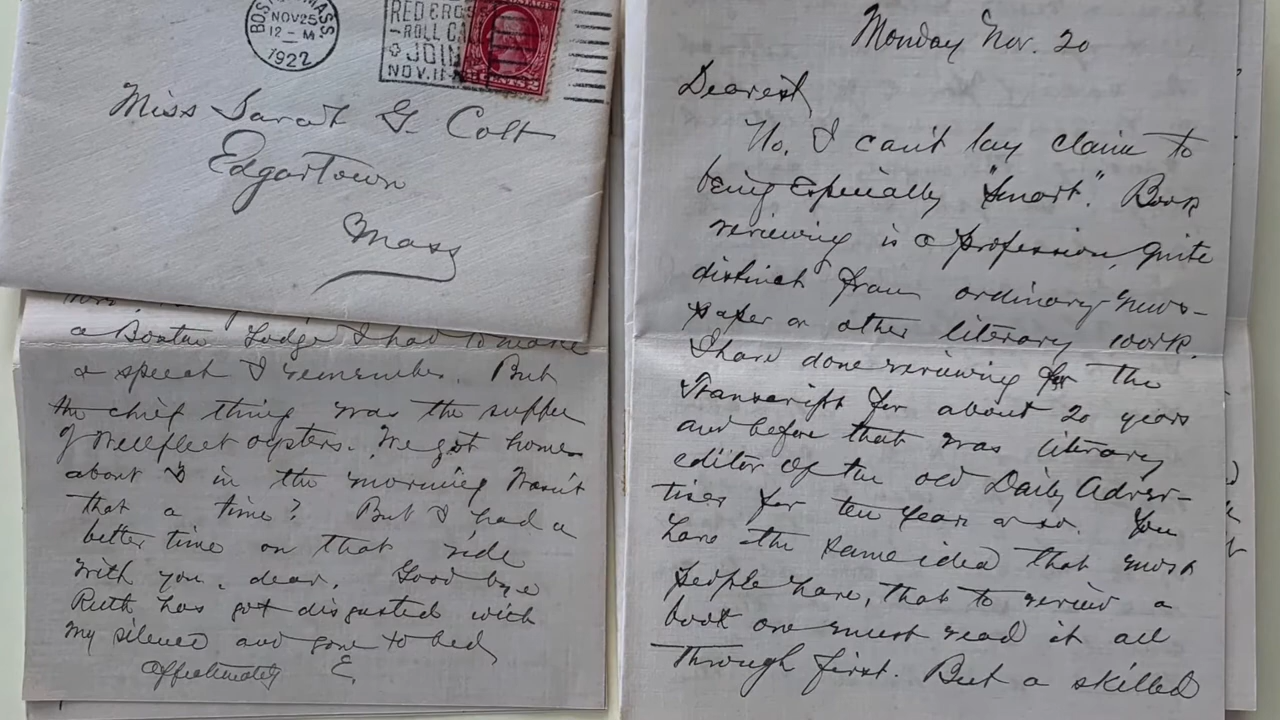 BOSTON MASS
NOV 25
12 - M
1922
RED CROSS
-ROLL CA
JOIN
NOV. 11-
CENTS 2
Miss Sarah G. Colt
Edgartown
Mass
a Boston Lodge I had to make
a speech I remember. But
the chief thing was the supper
of Wellfleet oysters. We got home
about 3 in the morning Wasn't
that a time? But I had a
better time on that ride
with you, dear. Good bye
Ruth has got disgusted with
my silence and gone to bed
Affectionately E.
Monday Nov. 20
Dearest
No, I can't lay claim to
being especially "smart". Book
reviewing is a profession, quite
distinct from ordinary news-
paper or other literary work.
I have done reviewing for the
Transcript for about 20 years
and before that was literary
editor of the old Daily Adver-
tiser for ten years or so. You
have the same idea that most
people have, that to review a
book one must read it all
through first. But a skilled